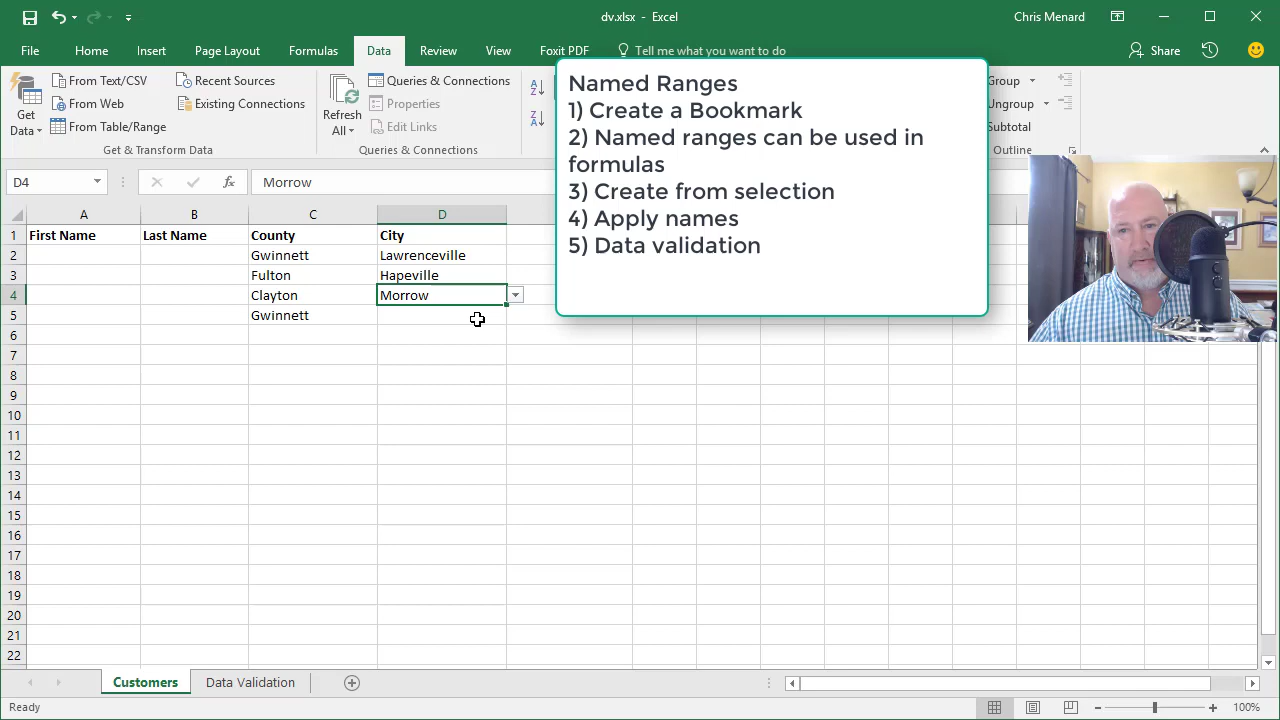 dv.xlsx - Excel
Chris Menard
File Home Insert Page Layout Formulas Data Review View Foxit PDF Tell me what you want to do Share
Get Data
From Text/CSV
From Web
From Table/Range
Recent Sources
Existing Connections
Get & Transform Data
Refresh All
Queries & Connections
Properties
Edit Links
Queries & Connections
Group
Ungroup
Subtotal
Outline
Named Ranges
1) Create a Bookmark
2) Named ranges can be used in
formulas
3) Create from selection
4) Apply names
5) Data validation
D4 fx Morrow
A B C D
1 First Name Last Name County City
2 Gwinnett Lawrenceville
3 Fulton Hapeville
4 Clayton Morrow
5 Gwinnett
6
7
8
9
10
11
12
13
14
15
16
17
18
19
20
21
22
Customers Data Validation
Ready 100%